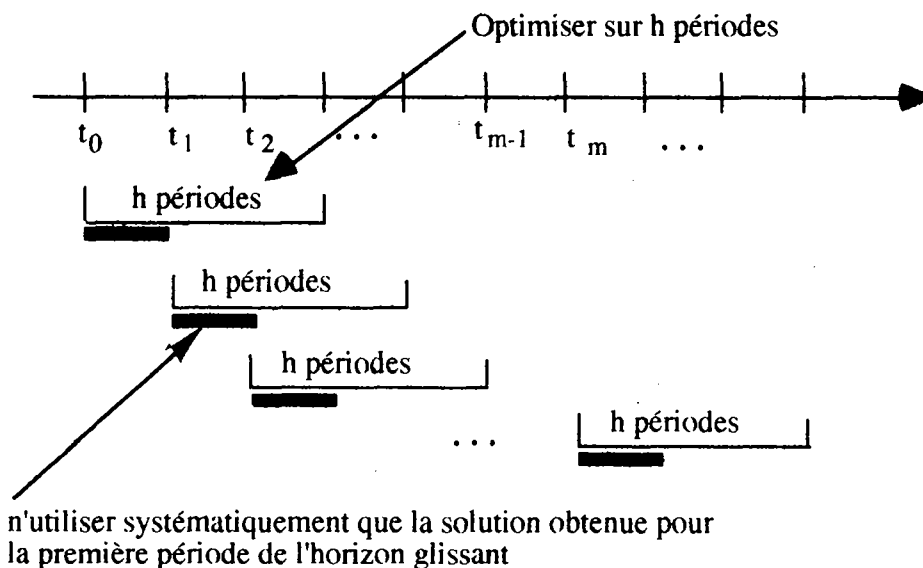 Optimiser sur h périodes
t0 t1 t2 ... tm-1 tm ...
h périodes
h périodes
h périodes
... h périodes
n'utiliser systématiquement que la solution obtenue pour
la première période de l'horizon glissant